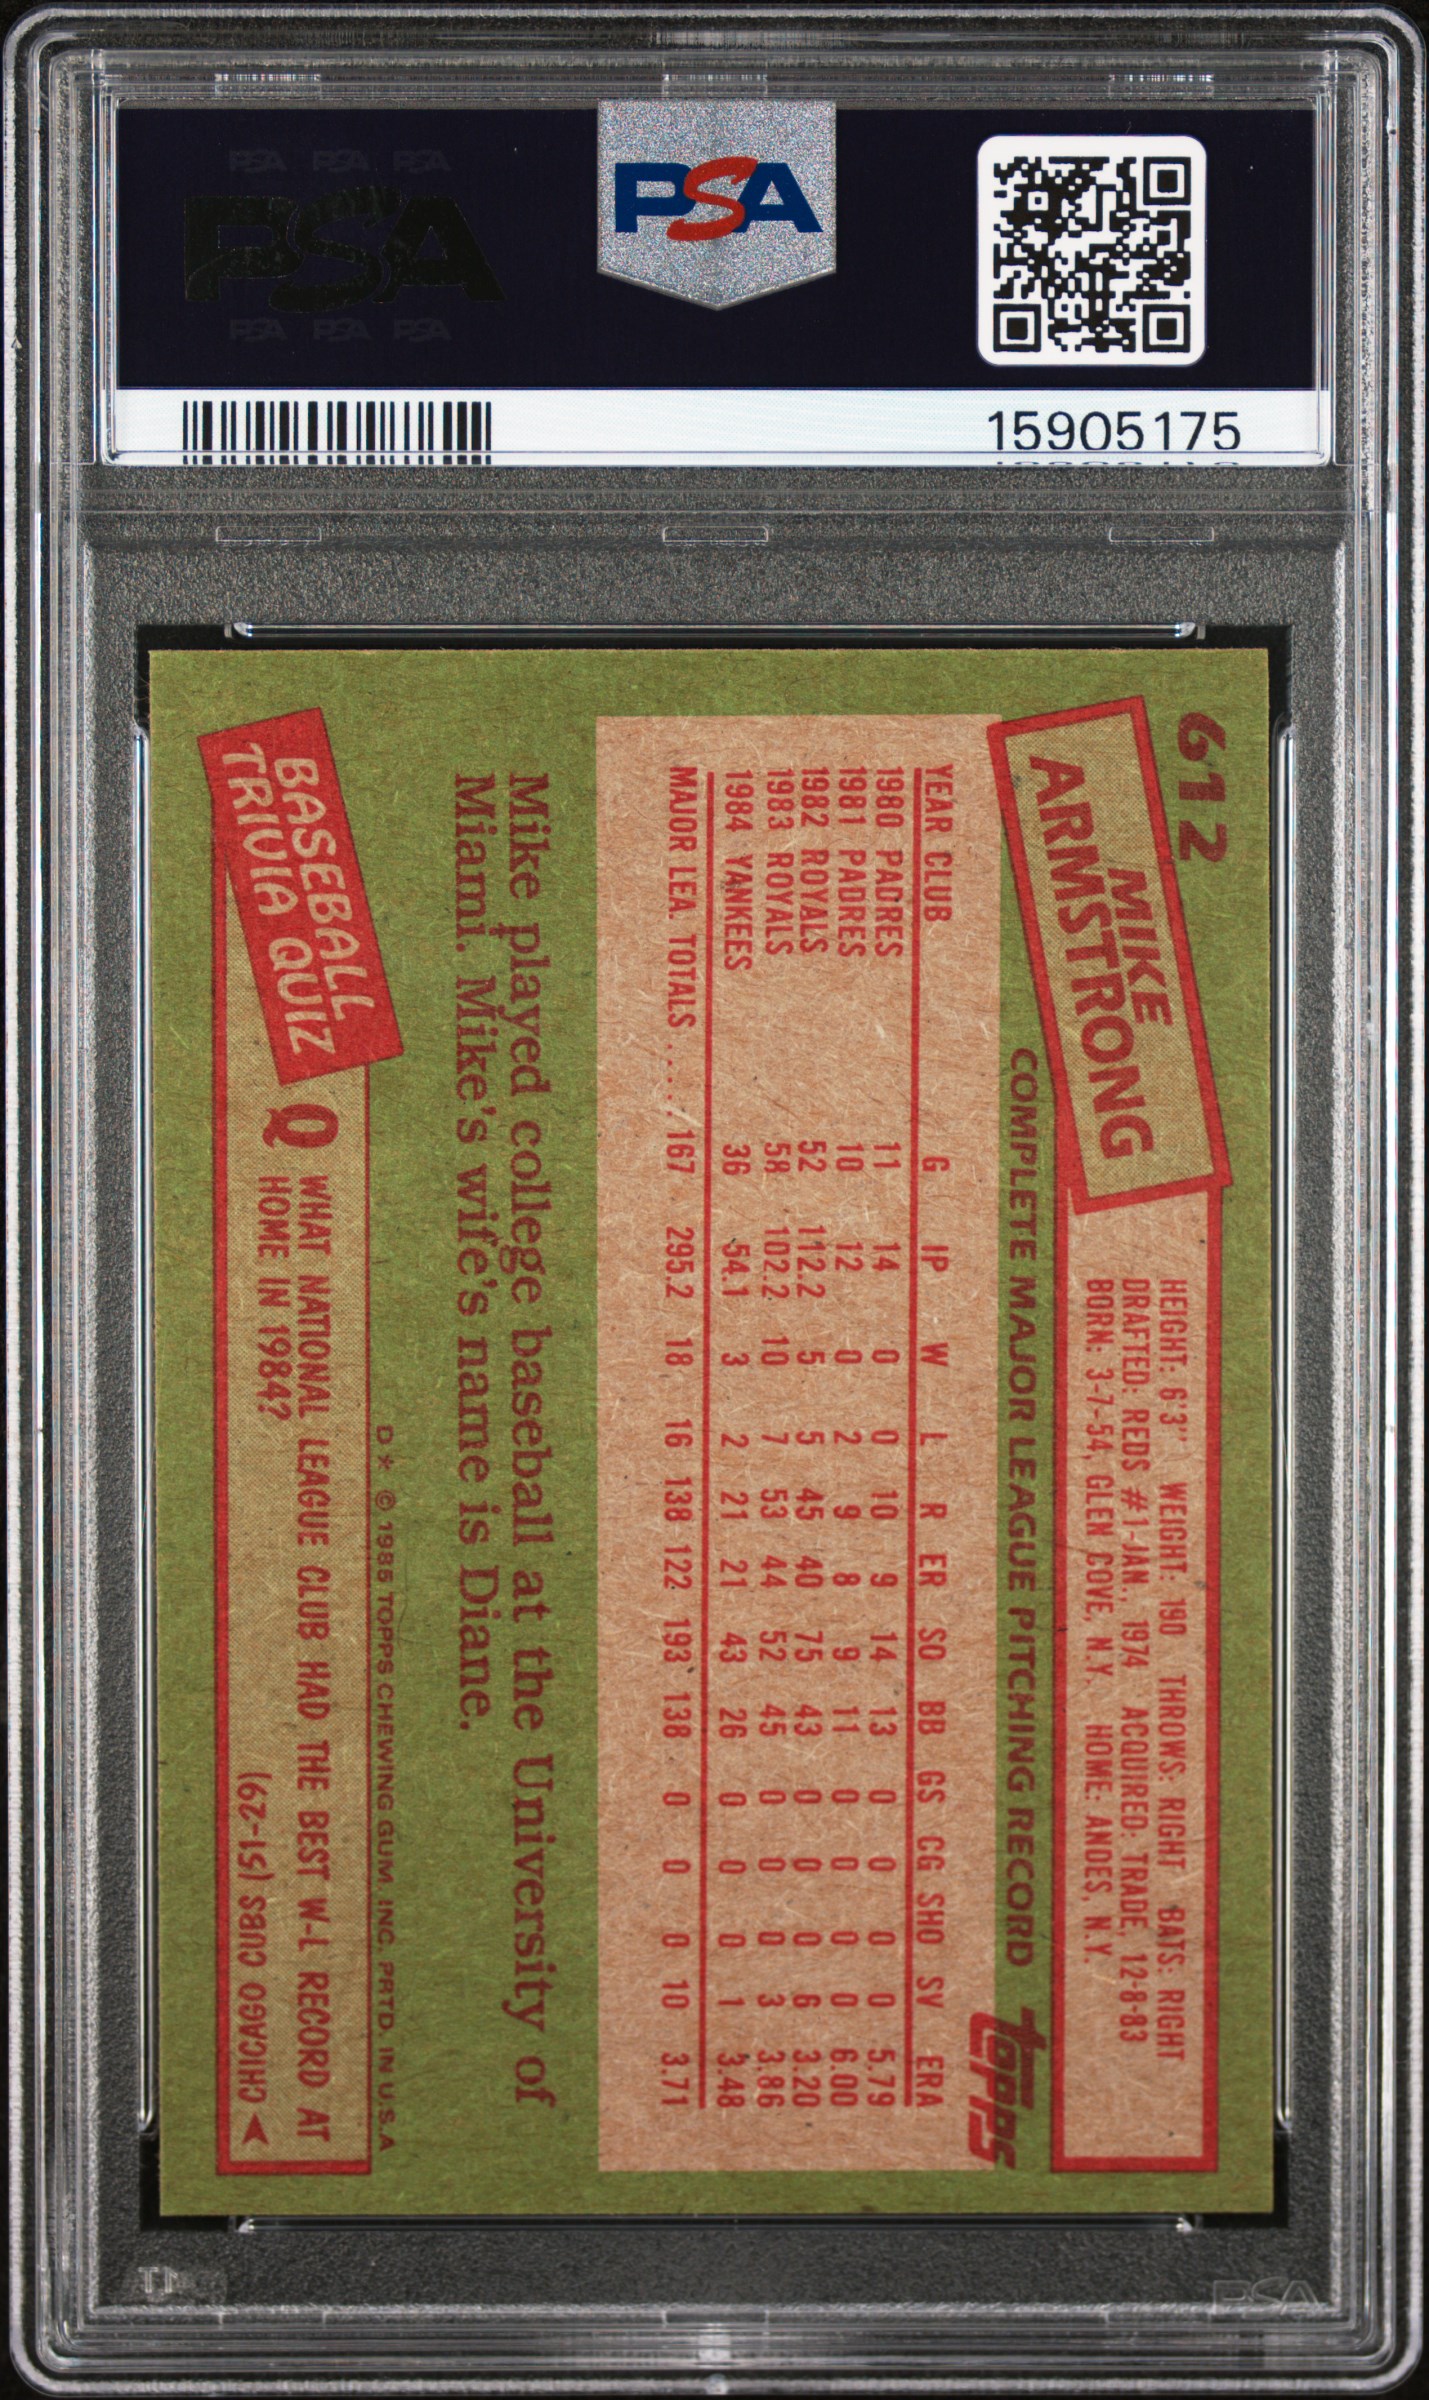 PSA PSA PSA
PSA
PSA PSA PSA
PSA
15905175
612
MIKE
ARMSTRONG
HEIGHT: 6'3" WEIGHT: 190 THROWS: RIGHT BATS: RIGHT
DRAFTED: REDS #1-JAN., 1974 ACQUIRED: TRADE, 12-8-83
BORN: 3-7-54, GLEN COVE, N.Y. HOME: ANDES, N.Y.
COMPLETE MAJOR LEAGUE PITCHING RECORD
topps
YEAR CLUB G IP W L R ER SO BB GS CG SHO SV ERA
1980 PADRES 11 14 0 0 10 9 14 13 0 0 0 0 5.79
1981 PADRES 10 12 0 2 9 8 9 11 0 0 0 0 6.00
1982 ROYALS 52 112.2 5 5 45 40 75 43 0 0 0 6 3.20
1983 ROYALS 58 102.2 10 7 53 44 52 45 0 0 0 3 3.86
1984 YANKEES 36 54.1 3 2 21 21 43 26 0 0 0 1 3.48
MAJOR LEA. TOTALS ..... 167 295.2 18 16 138 122 193 138 0 0 0 10 3.71
Mike played college baseball at the University of
Miami. Mike's wife's name is Diane.
D* © 1985 TOPPS CHEWING GUM, INC. PRTD. IN U.S.A
BASEBALL
TRIVIA QUIZ
Q WHAT NATIONAL LEAGUE CLUB HAD THE BEST W-L RECORD AT
HOME IN 1984?
CHICAGO CUBS (51-29)
PSA